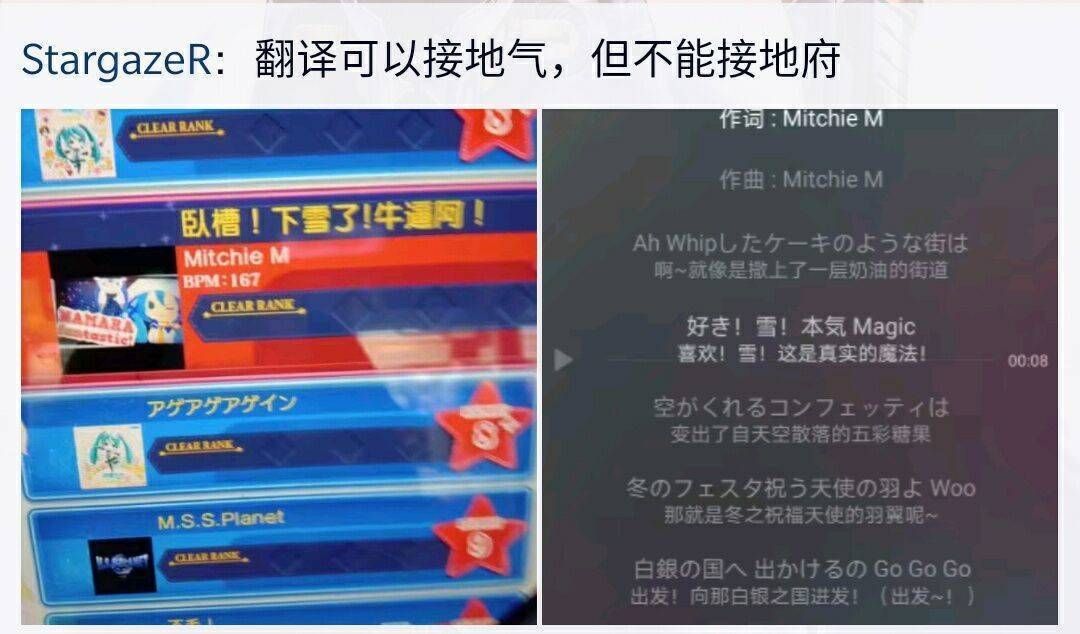 StargazeR：翻译可以接地气，但不能接地府
CLEAR RANK
S
臥槽！下雪了!牛逼阿！
Mitchie M
BPM:167
CLEAR RANK
アゲアゲアゲイン
CLEAR RANK
S
M.S.S.Planet
CLEAR RANK
S
作词 : Mitchie M
作曲 : Mitchie M
Ah Whipしたケーキのような街は
啊~就像是撒上了一层奶油的街道
好き！雪！本気 Magic
喜欢！雪！这是真实的魔法！
00:08
空がくれるコンフェッティは
变出了自天空散落的五彩糖果
冬のフェスタ祝う天使の羽よ Woo
那就是冬之祝福天使的羽翼呢~
白銀の国へ 出かけるの Go Go Go
出发！向那白银之国进发！（出发~！）